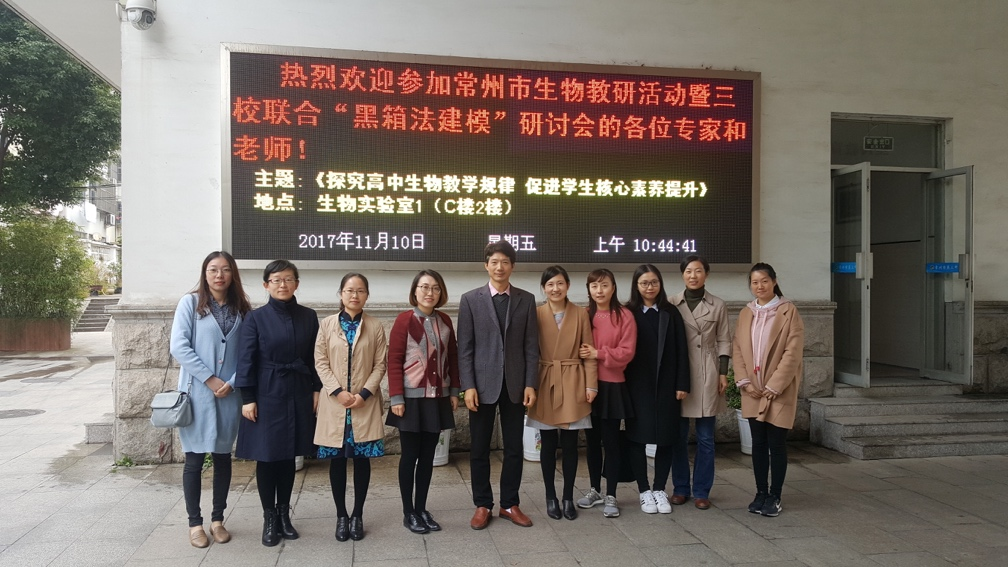 热烈欢迎参加常州市生物教研活动暨三
校联合“黑箱法建模”研讨会的各位专家和
老师！
主题：《探究高中生物教学规律 促进学生核心素养提升》
地点：生物实验室1（C楼2楼）
2017年11月10日 星期五 上午 10:44:41
安全出口